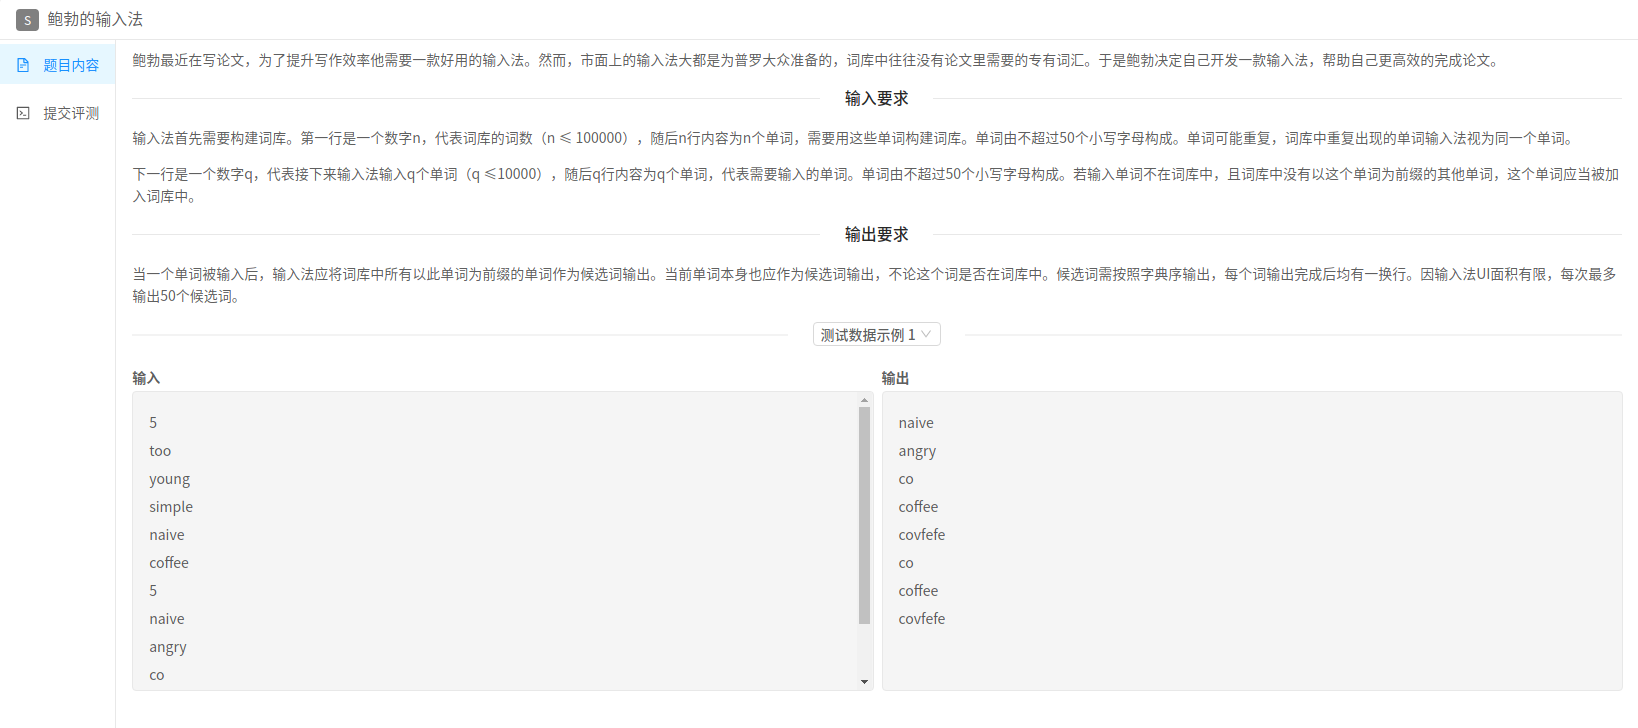 S 鲍勃的输入法
题目内容
提交评测
鲍勃最近在写论文，为了提升写作效率他需要一款好用的输入法。然而，市面上的输入法大都是为普罗大众准备的，词库中往往没有论文里需要的专有词汇。于是鲍勃决定自己开发一款输入法，帮助自己更高效的完成论文。
输入要求
输入法首先需要构建词库。第一行是一个数字n，代表词库的词数（n ≤ 100000），随后n行内容为n个单词，需要用这些单词构建词库。单词由不超过50个小写字母构成。单词可能重复，词库中重复出现的单词输入法视为同一个单词。
下一行是一个数字q，代表接下来输入法输入q个单词（q ≤10000），随后q行内容为q个单词，代表需要输入的单词。单词由不超过50个小写字母构成。若输入单词不在词库中，且词库中没有以这个单词为前缀的其他单词，这个单词应当被加
入词库中。
输出要求
当一个单词被输入后，输入法应将词库中所有以此单词为前缀的单词作为候选词输出。当前单词本身也应作为候选词输出，不论这个词是否在词库中。候选词需按照字典序输出，每个词输出完成后均有一换行。因输入法UI面积有限，每次最多
输出50个候选词。
测试数据示例 1
输入
5
too
young
simple
naive
coffee
5
naive
angry
co
输出
naive
angry
co
coffee
covfefe
co
coffee
covfefe